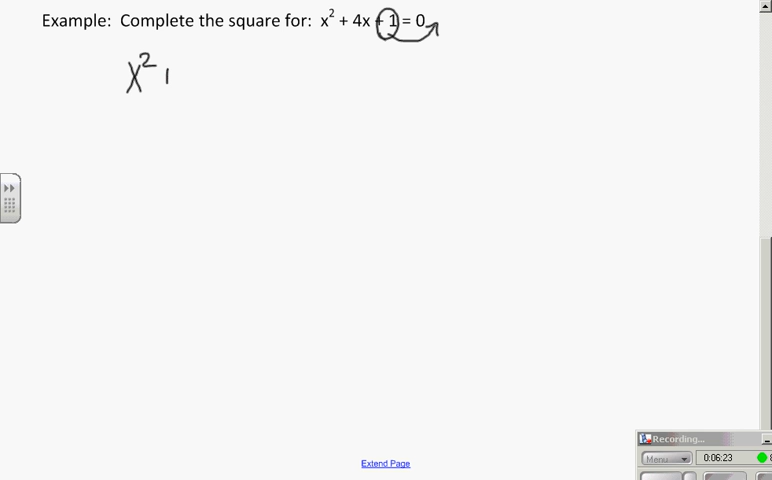 Example: Complete the square for: x² + 4x + 1 = 0
x²
Extend Page
Recording...
Menu
0:06:23